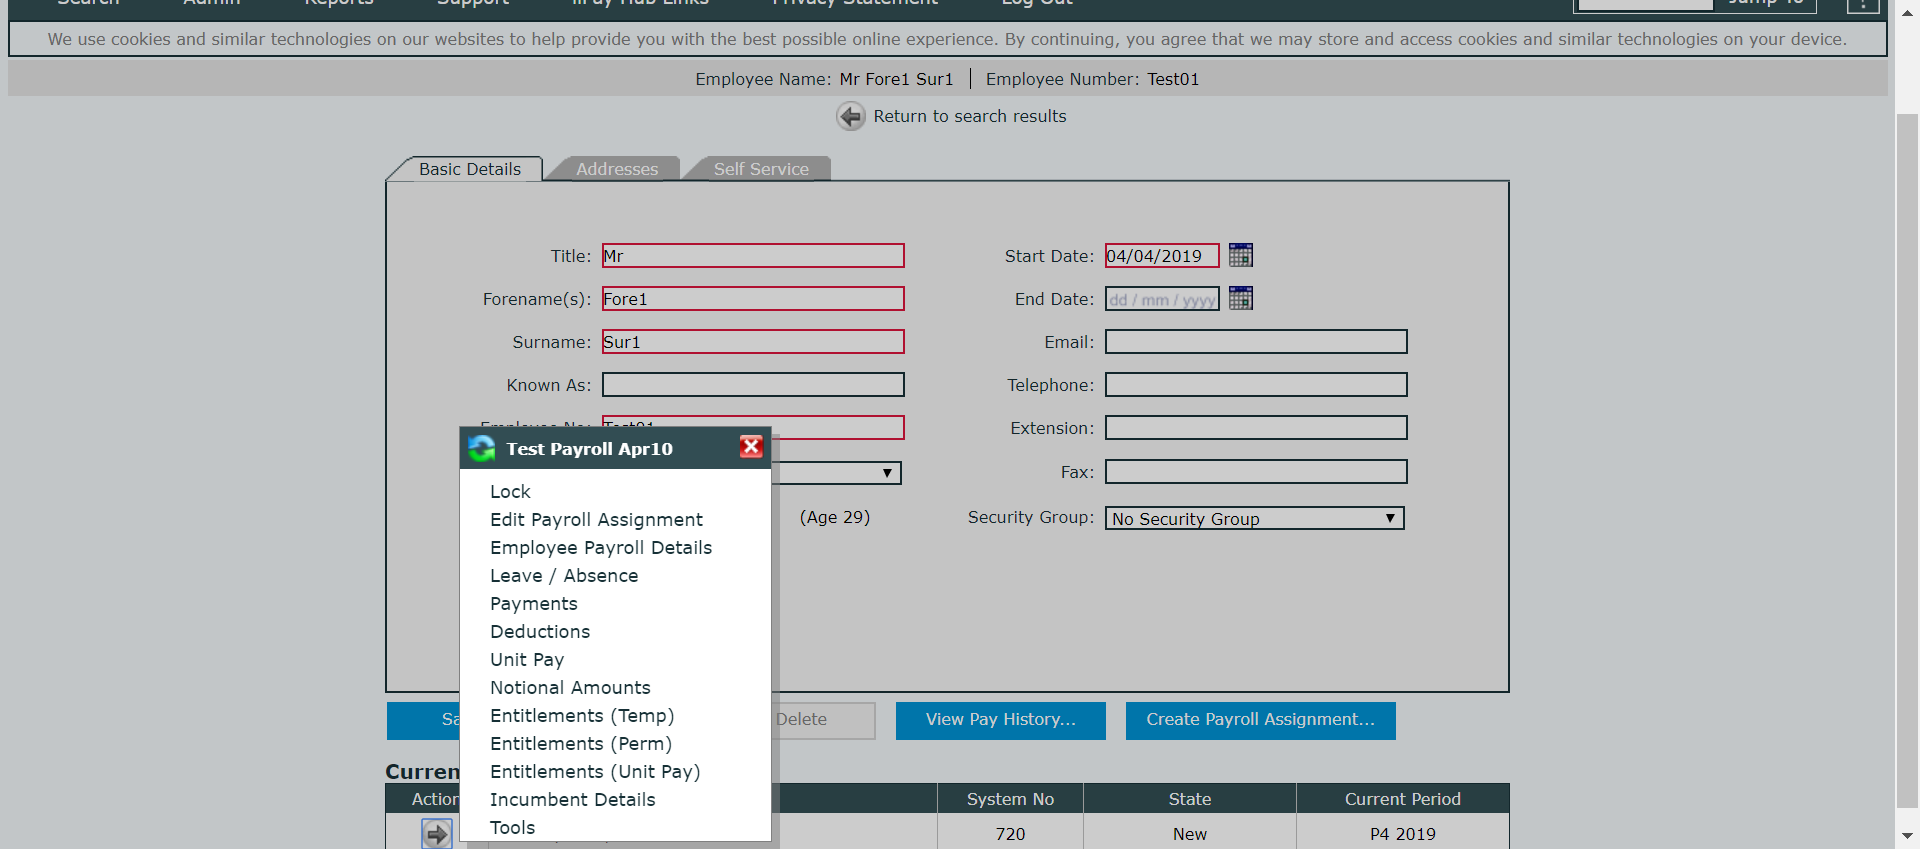 Search Admin Reports Support Log Out
We use cookies and similar technologies on our websites to help provide you with the best possible online experience. By continuing, you agree that we may store and access cookies and similar technologies on your device.
Employee Name: Mr Fore1 Sur1 Employee Number: Test01
Return to search results
Basic Details Addresses Self Service
Title: Mr Start Date: 04/04/2019
Forename(s): Fore1 End Date: dd / mm / yyyy
Surname: Sur1 Email:
Known As: Telephone:
Employee No: Test01 Extension:
Fax:
(Age 29) Security Group: No Security Group
Test Payroll Apr10
Lock
Edit Payroll Assignment
Employee Payroll Details
Leave / Absence
Payments
Deductions
Unit Pay
Notional Amounts
Entitlements (Temp)
Entitlements (Perm)
Entitlements (Unit Pay)
Incumbent Details
Tools
Sa Delete View Pay History... Create Payroll Assignment...
Curren
Action System No State Current Period
720 New P4 2019